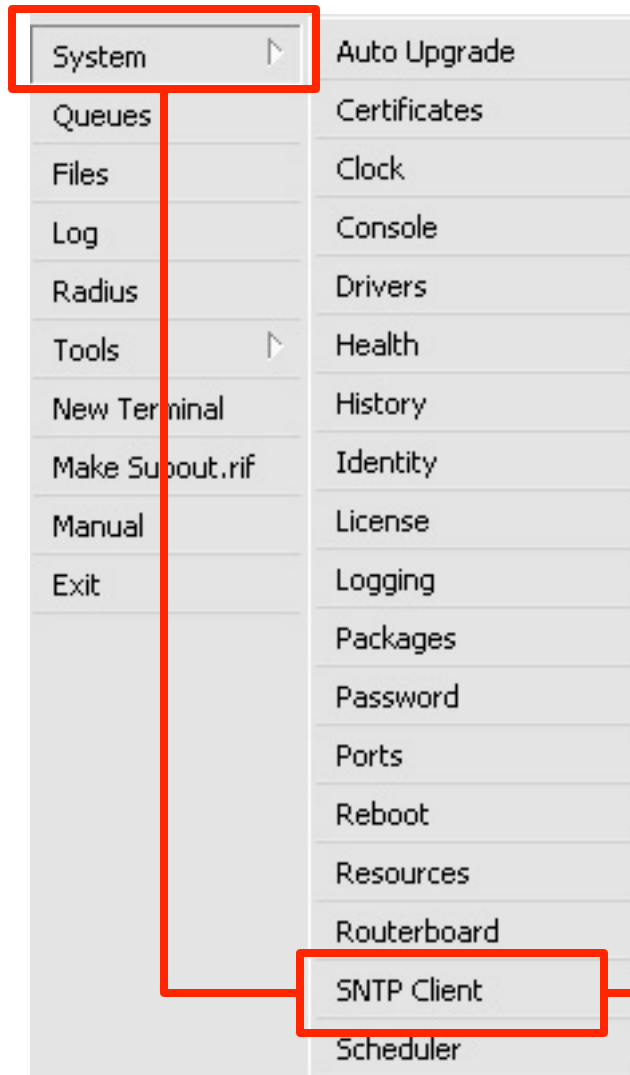 System
Queues
Files
Log
Radius
Tools
New Terminal
Make Supout.rif
Manual
Exit
Auto Upgrade
Certificates
Clock
Console
Drivers
Health
History
Identity
License
Logging
Packages
Password
Ports
Reboot
Resources
Routerboard
SNTP Client
Scheduler